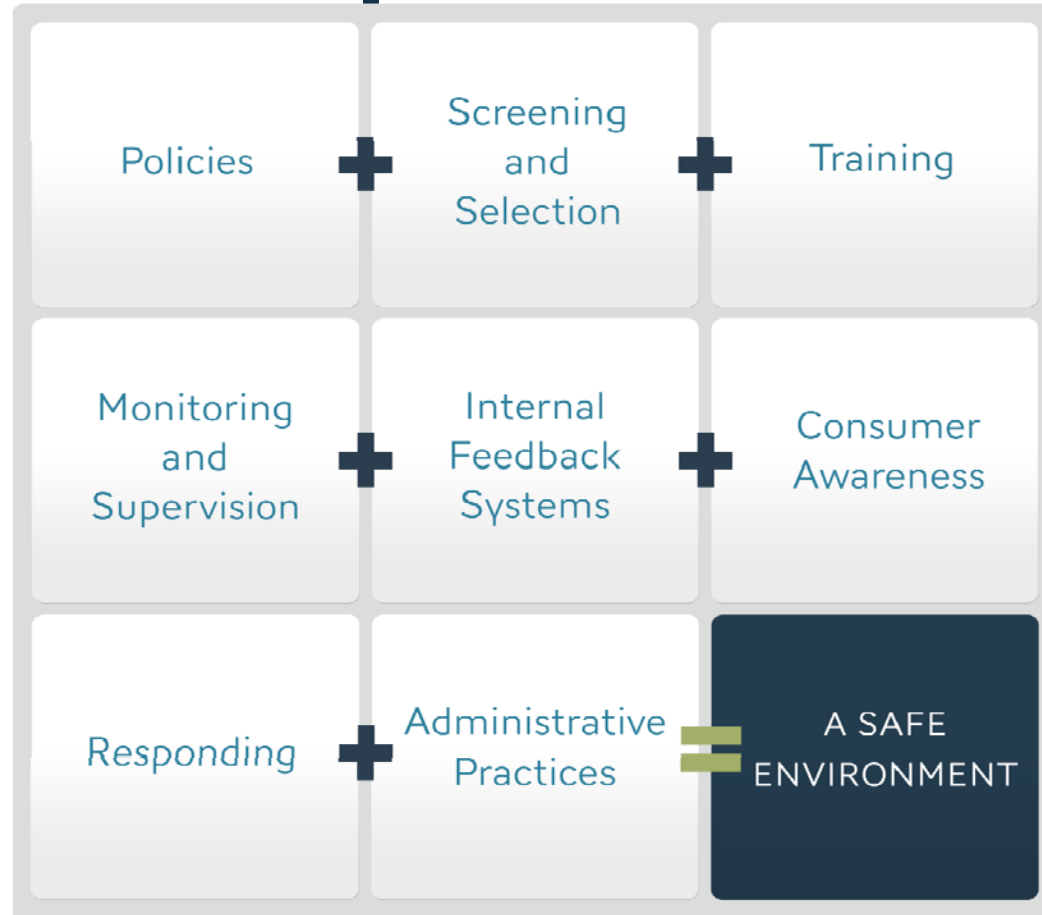 Policies
Screening
and
Selection
Training
Monitoring
and
Supervision
Internal
Feedback
Systems
Consumer
Awareness
Responding
Administrative
Practices
A SAFE
ENVIRONMENT